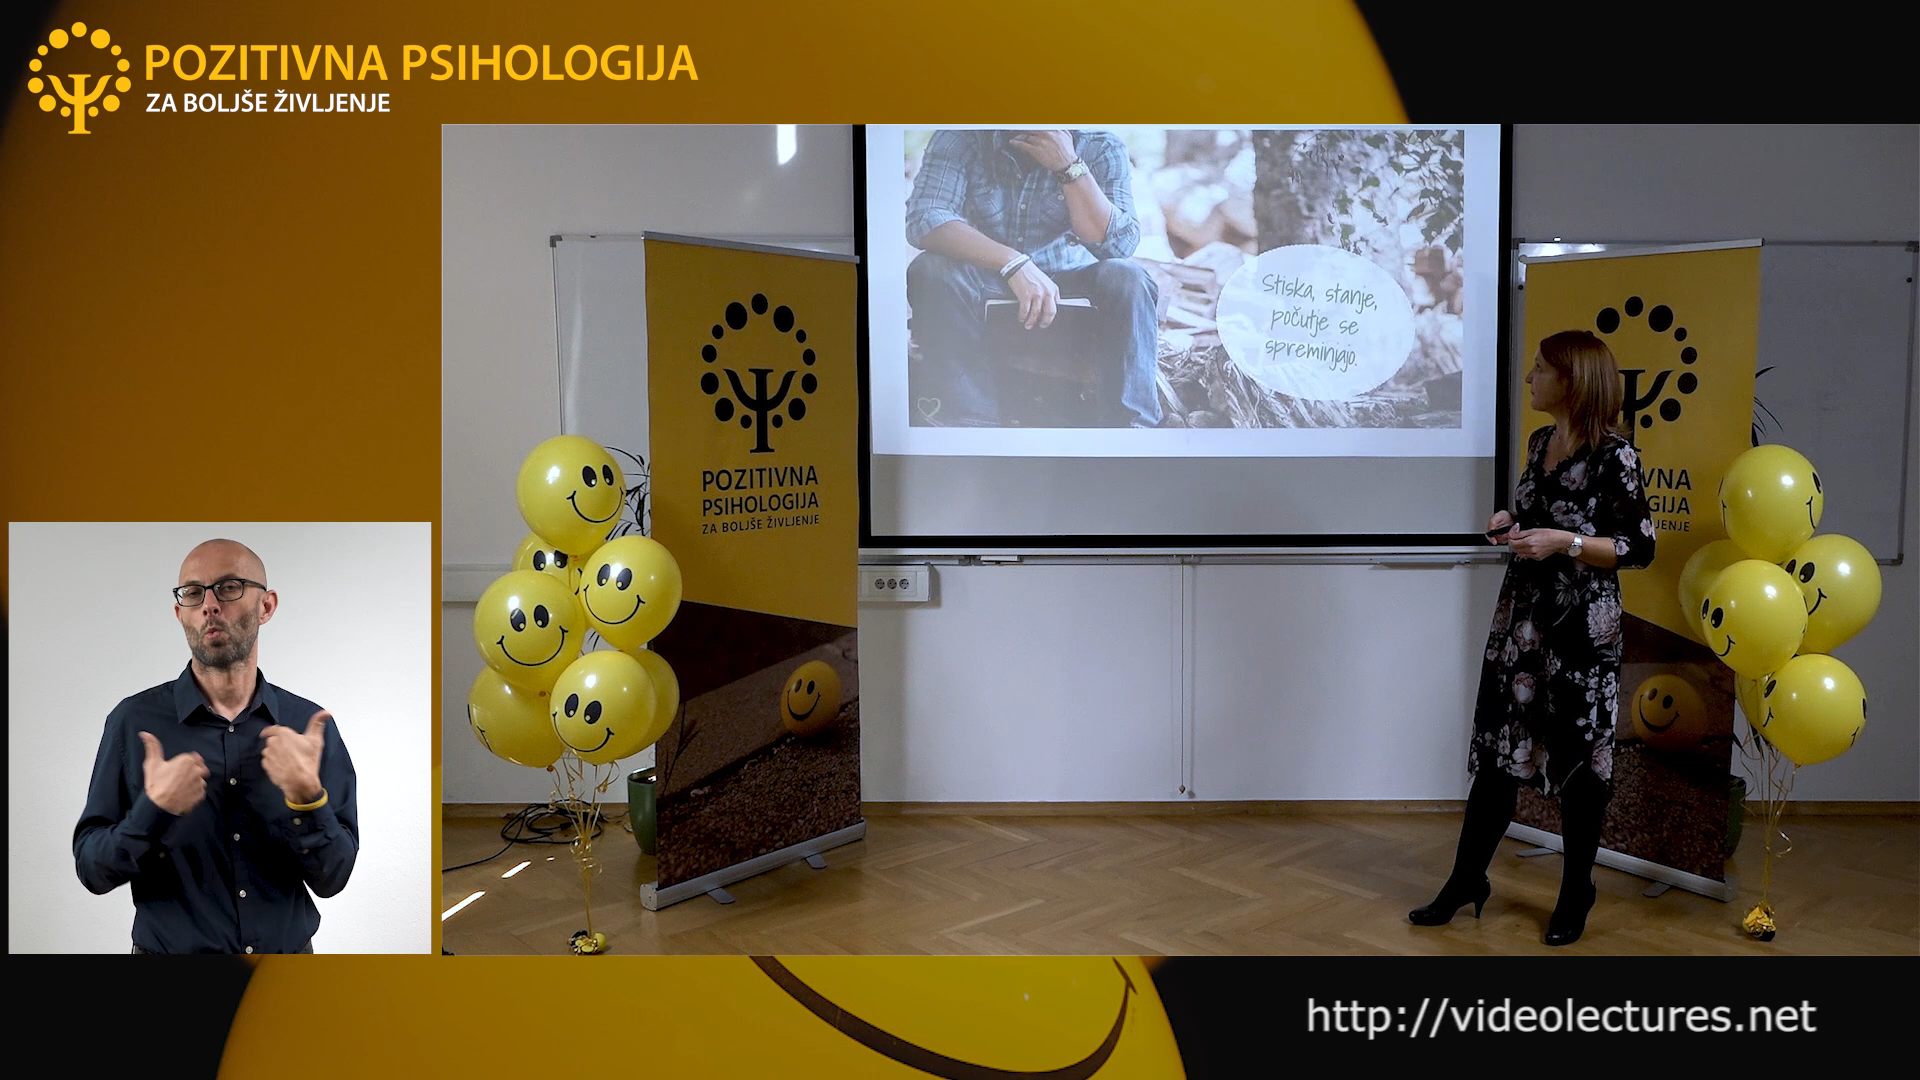 POZITIVNA PSIHOLOGIJA
ZA BOLJŠE ŽIVLJENJE
Stiska, stanje,
počutje se
spreminjajo.
POZITIVNA
PSIHOLOGIJA
ZA BOLJŠE ŽIVLJENJE
VNA
GIJA
JENJE
http://videolectures.net